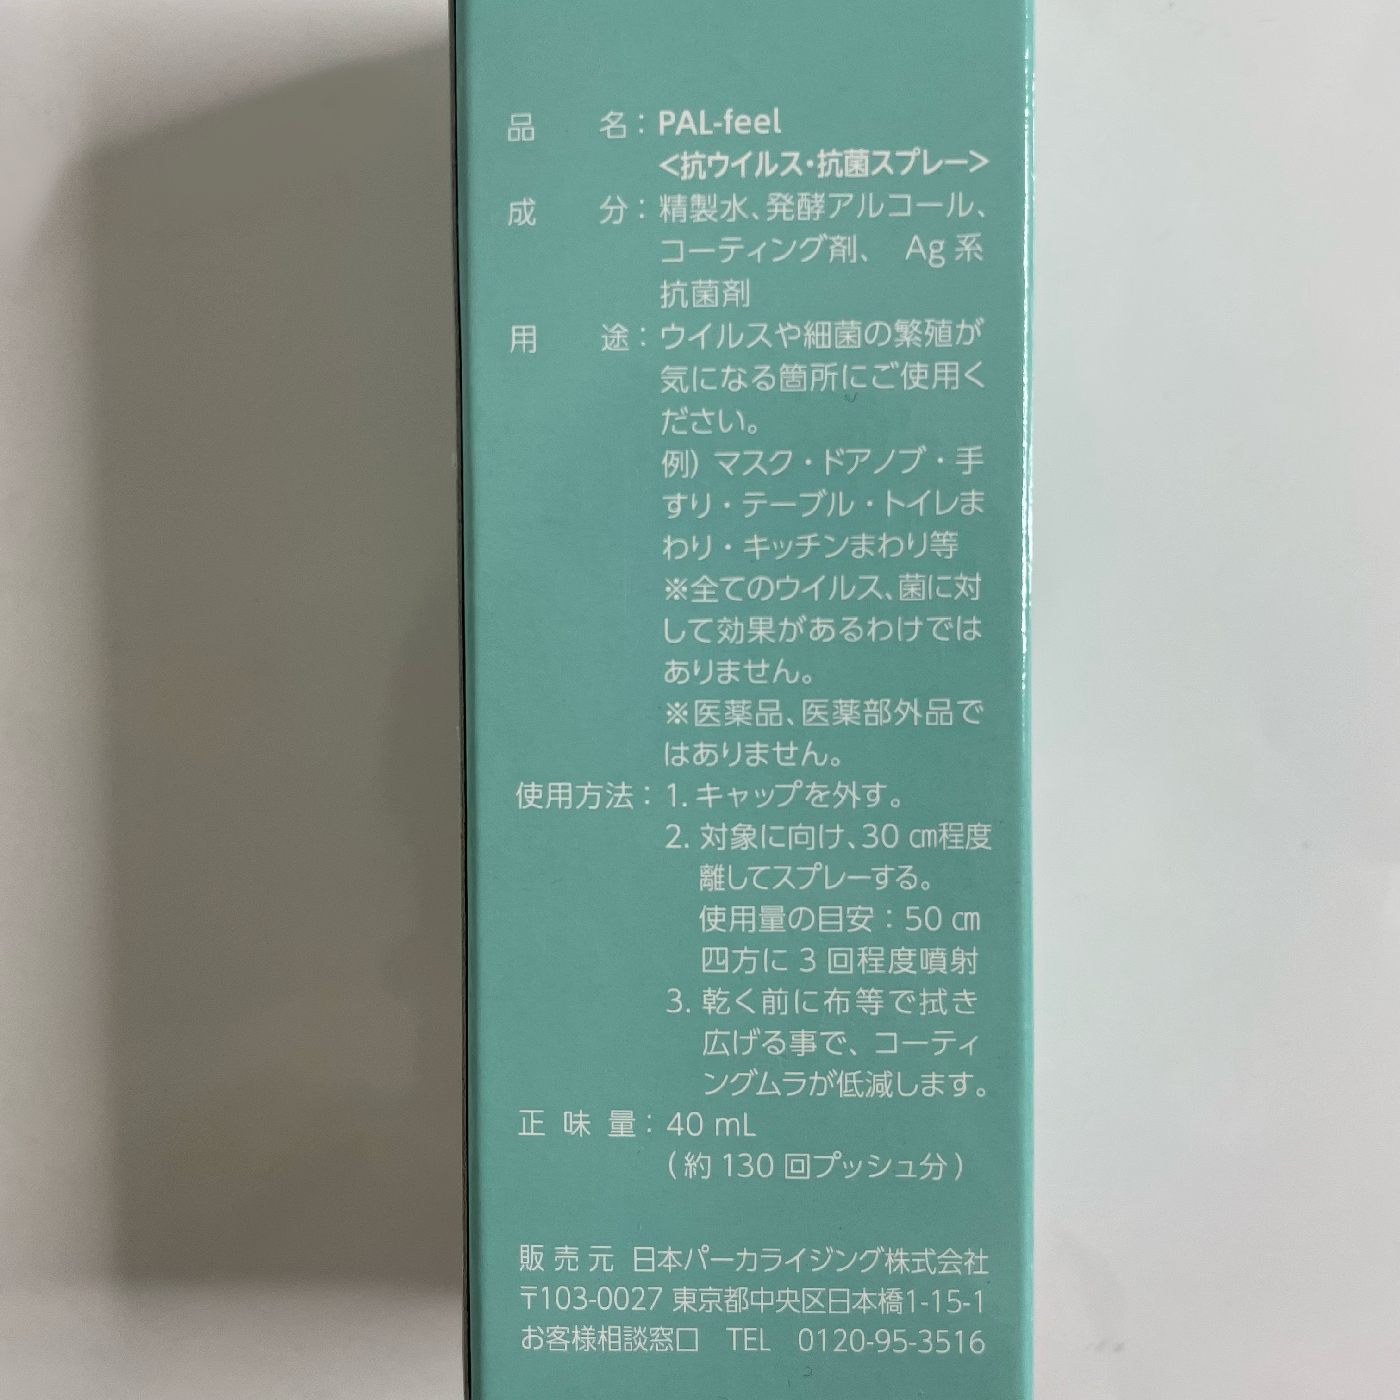 品名：PAL-feel
<抗ウイルス・抗菌スプレー>
成分：精製水、発酵アルコール、
コーティング剤、 Ag 系
抗菌剤
用途：ウイルスや細菌の繁殖が
気になる箇所にご使用く
ださい。
例）マスク・ドアノブ・手
すり・テーブル・トイレま
わり・キッチンまわり等
※全てのウイルス、菌に対
して効果があるわけでは
ありません。
※医薬品、医薬部外品で
はありません。
使用方法：1. キャップを外す。
2. 対象に向け、30 ㎝程度
離してスプレーする。
使用量の目安：50 ㎝
四方に 3 回程度噴射
3. 乾く前に布等で拭き
広げる事で、コーティ
ングムラが低減します。
正味量：40 mL
（約 130 回プッシュ分）
販売元 日本パーカライジング株式会社
〒103-0027 東京都中央区日本橋1-15-1
お客様相談窓口 TEL 0120-95-3516